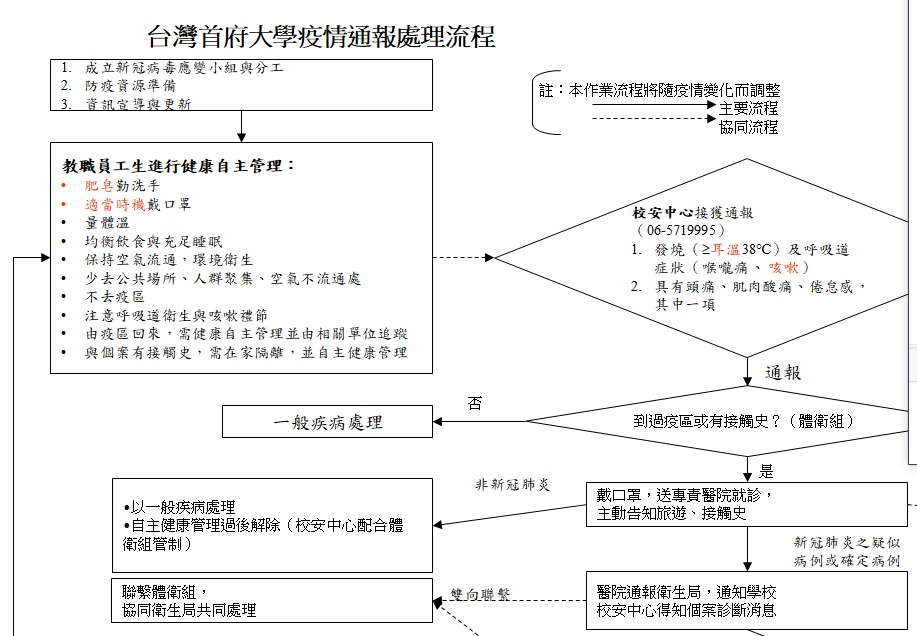 台灣首府大學疫情通報處理流程
1. 成立新冠病毒應變小組與分工
2. 防疫資源準備
3. 資訊宣導與更新
註：本作業流程將隨疫情變化而調整
主要流程
協同流程
教職員工生進行健康自主管理：
• 肥皂勤洗手
• 適當時機戴口罩
• 量體溫
• 均衡飲食與充足睡眠
• 保持空氣流通，環境衛生
• 少去公共場所、人群聚集、空氣不流通處
• 不去疫區
• 注意呼吸道衛生與咳嗽禮節
• 由疫區回來，需健康自主管理並由相關單位追蹤
• 與個案有接觸史，需在家隔離，並自主健康管理
校安中心接獲通報
（06-5719995）
1. 發燒（≥耳溫38℃）及呼吸道
症狀（喉嚨痛、咳嗽）
2. 具有頭痛、肌肉酸痛、倦怠感，
其中一項
通報
否
一般疾病處理
到過疫區或有接觸史？（體衛組）
是
非新冠肺炎
戴口罩，送專責醫院就診，
主動告知旅遊、接觸史
•以一般疾病處理
•自主健康管理過後解除（校安中心配合體
衛組管制）
新冠肺炎之疑似
病例或確定病例
聯繫體衛組，
協同衛生局共同處理
雙向聯繫
醫院通報衛生局，通知學校
校安中心得知個案診斷消息